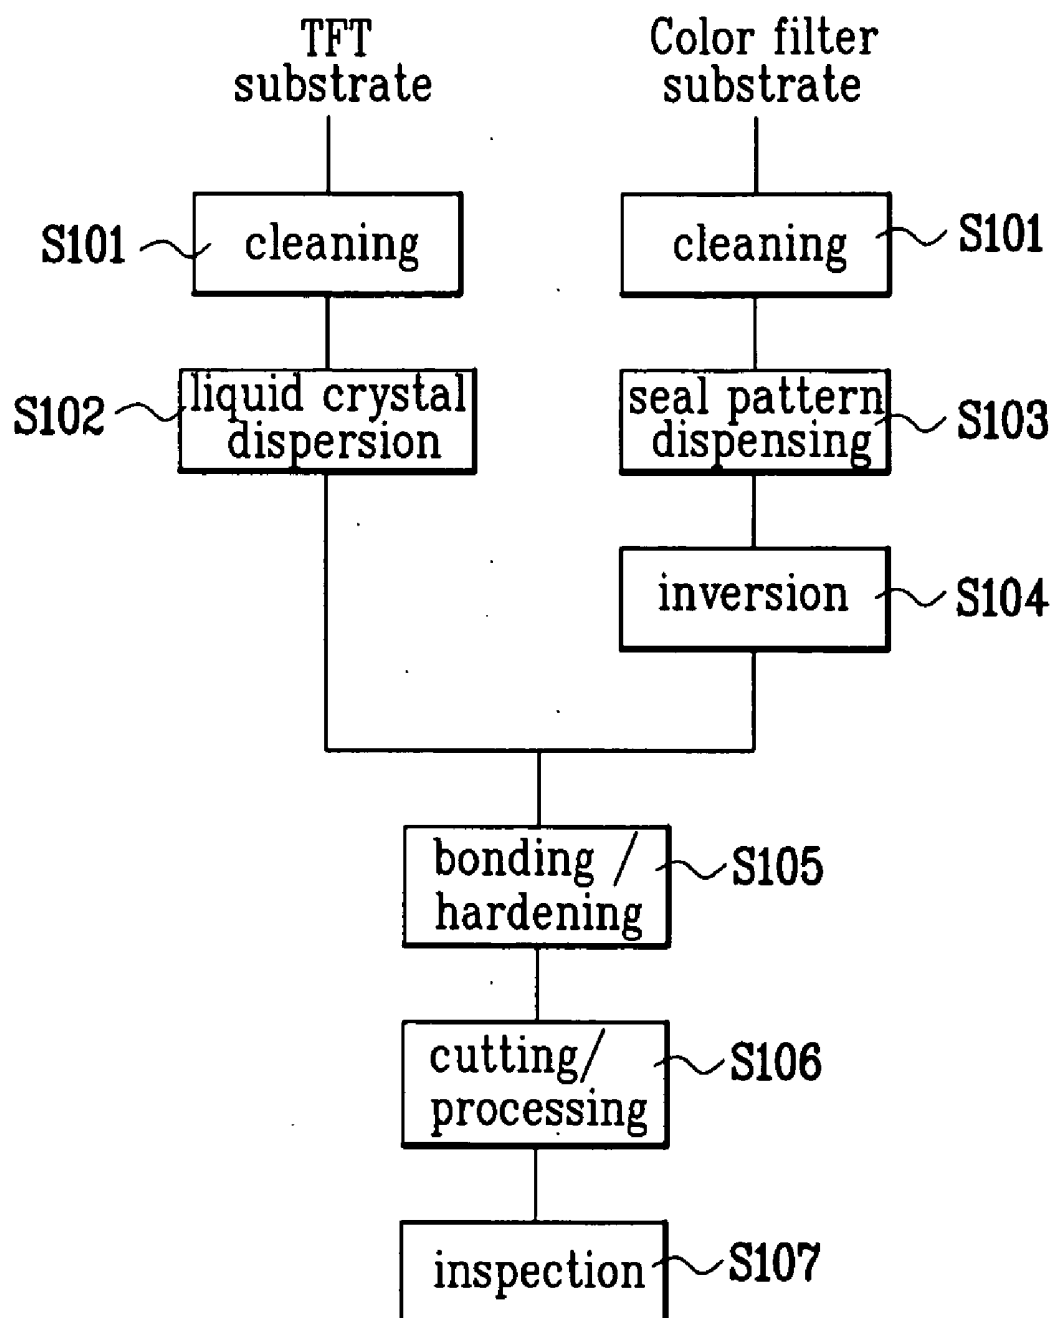 TFT
substrate
Color filter
substrate
S101
cleaning
cleaning
S101
S102
liquid crystal
dispersion
seal pattern
dispensing
S103
inversion
S104
bonding /
hardening
S105
cutting/
processing
S106
inspection
S107